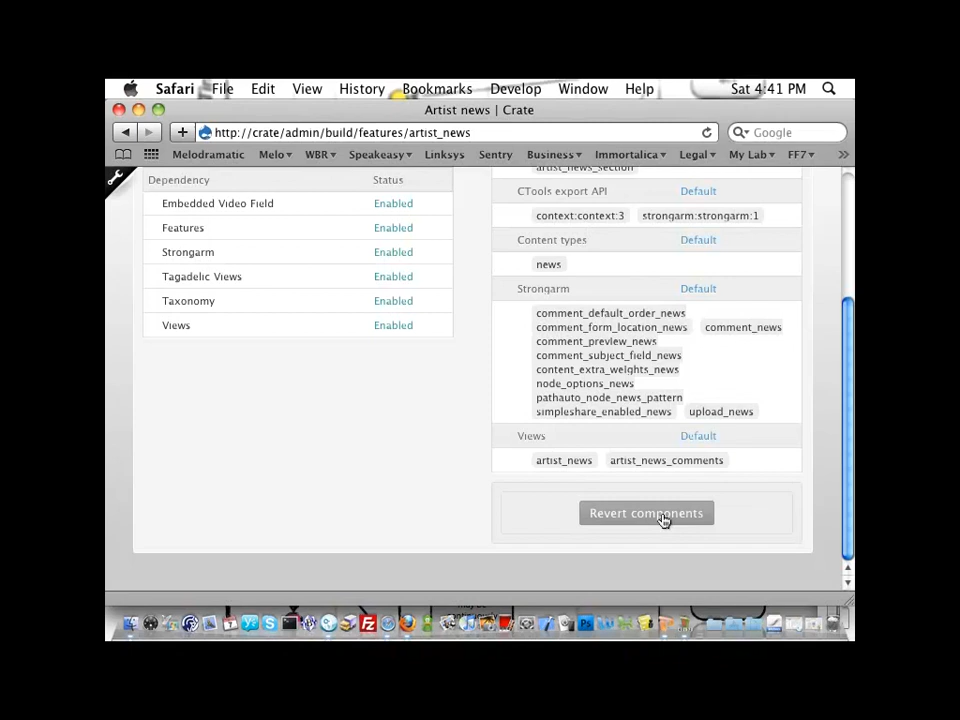 Safari File Edit View History Bookmarks Develop Window Help Sat 4:41 PM
Artist news | Crate
http://crate/admin/build/features/artist_news Google
Melodramatic Melo WBR Speakeasy Linksys Sentry Business Immortalica Legal My Lab FF7 »
Dependency Status
Embedded Video Field Enabled
Features Enabled
Strongarm Enabled
Tagadelic Views Enabled
Taxonomy Enabled
Views Enabled
artist_news_section
CTools export API Default
context:context:3 strongarm:strongarm:1
Content types Default
news
Strongarm Default
comment_default_order_news
comment_form_location_news comment_news
comment_preview_news
comment_subject_field_news
content_extra_weights_news
node_options_news
pathauto_node_news_pattern
simpleshare_enabled_news upload_news
Views Default
artist_news artist_news_comments
Revert components